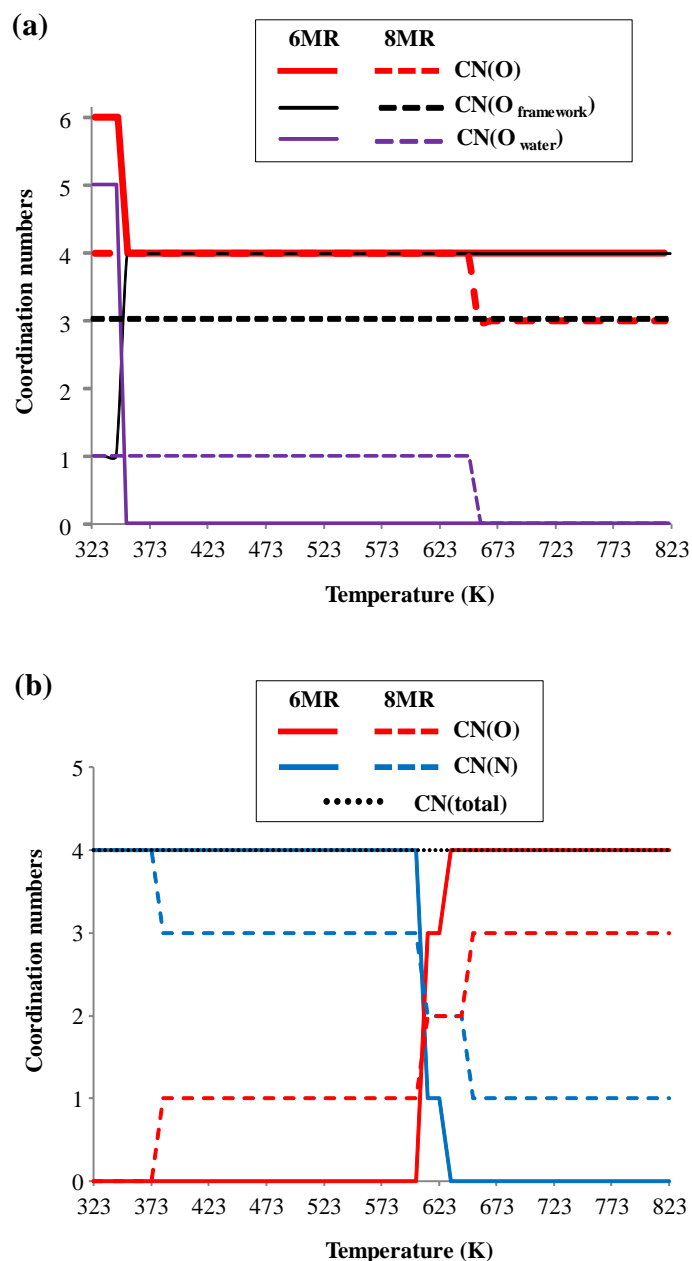 (a)
6MR 8MR
CN(O)
CN(O framework)
CN(O water)
Coordination numbers
6
5
4
3
2
1
0
323 373 423 473 523 573 623 673 723 773 823
Temperature (K)
(b)
6MR 8MR
CN(O)
CN(N)
CN(total)
Coordination numbers
5
4
3
2
1
0
323 373 423 473 523 573 623 673 723 773 823
Temperature (K)